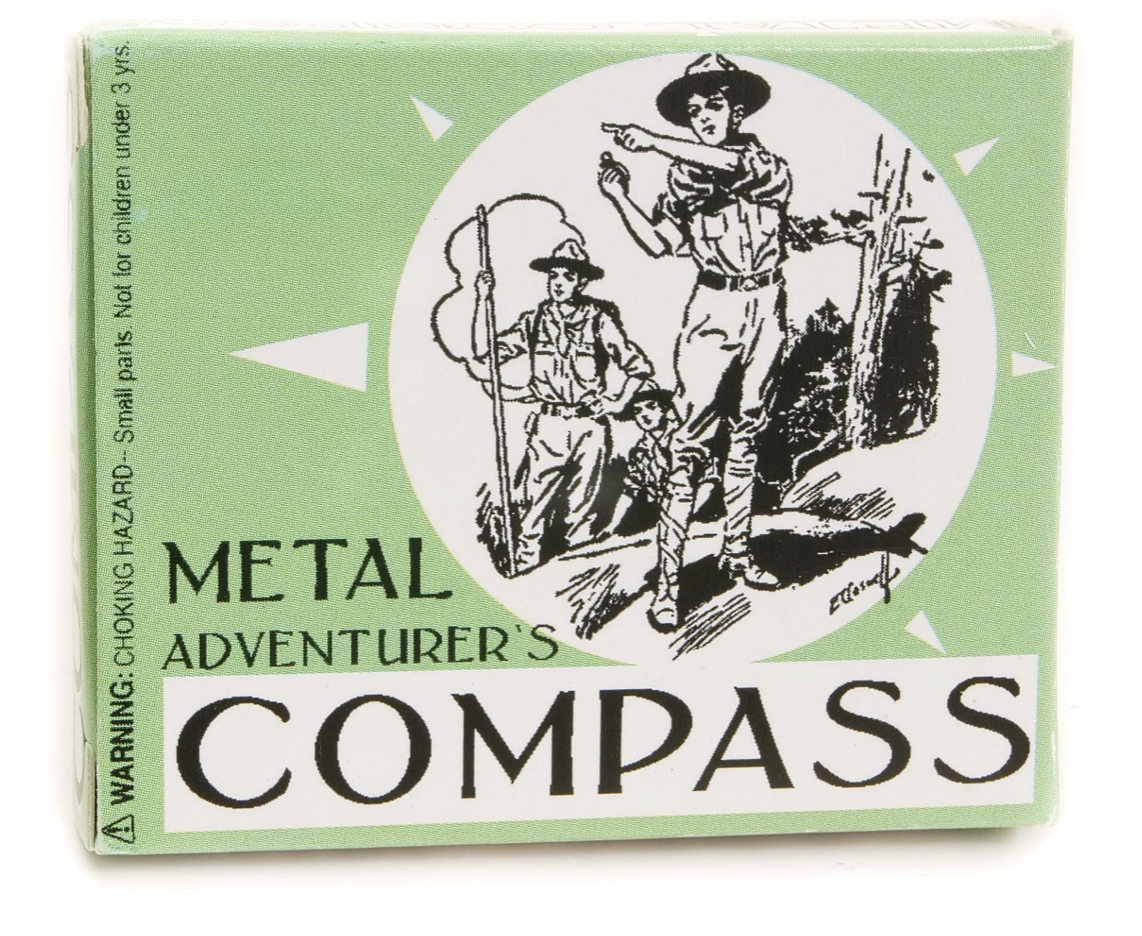 METAL
ADVENTURER'S
COMPASS
⚠ WARNING: CHOKING HAZARD-- Small parts. Not for children under 3 yrs.